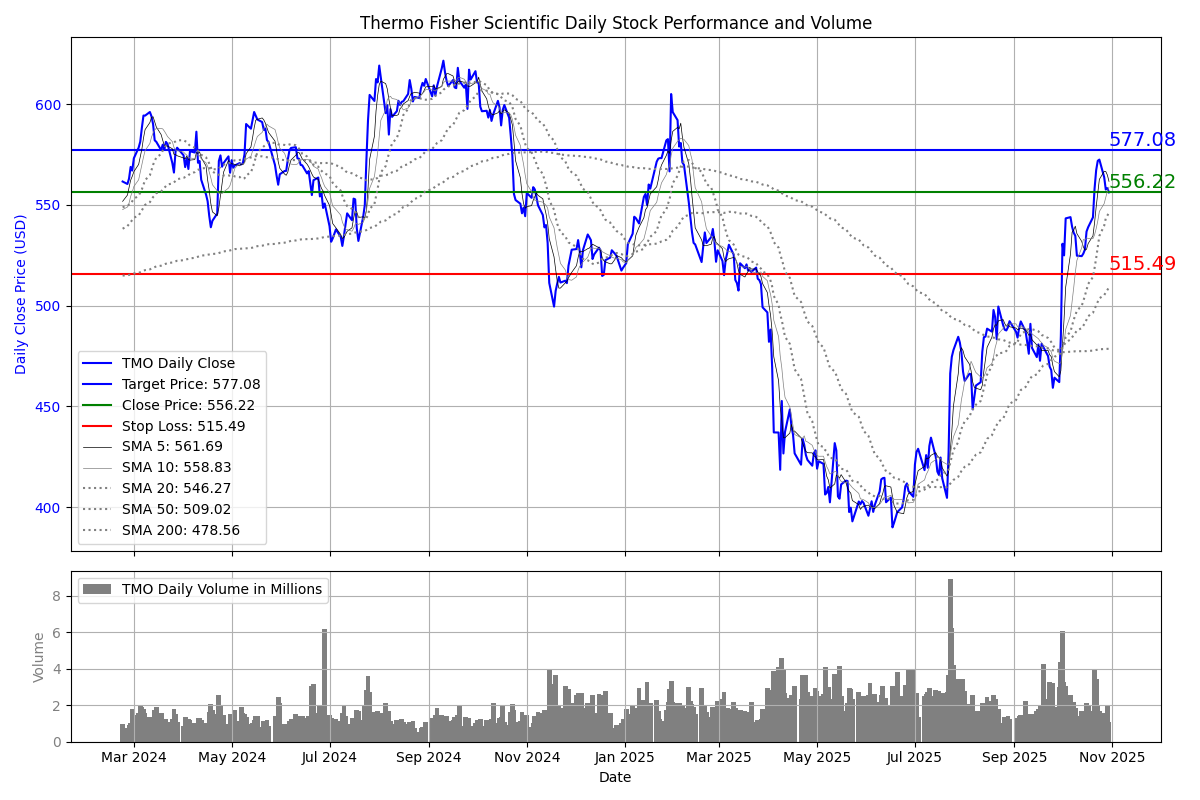 Thermo Fisher Scientific Daily Stock Performance and Volume
Daily Close Price (USD)
600
550
500
450
400
577.08
556.22
515.49
TMO Daily Close
Target Price: 577.08
Close Price: 556.22
Stop Loss: 515.49
SMA 5: 561.69
SMA 10: 558.83
SMA 20: 546.27
SMA 50: 509.02
SMA 200: 478.56
TMO Daily Volume in Millions
Volume
8
6
4
2
0
Mar 2024 May 2024 Jul 2024 Sep 2024 Nov 2024 Jan 2025 Mar 2025 May 2025 Jul 2025 Sep 2025 Nov 2025
Date